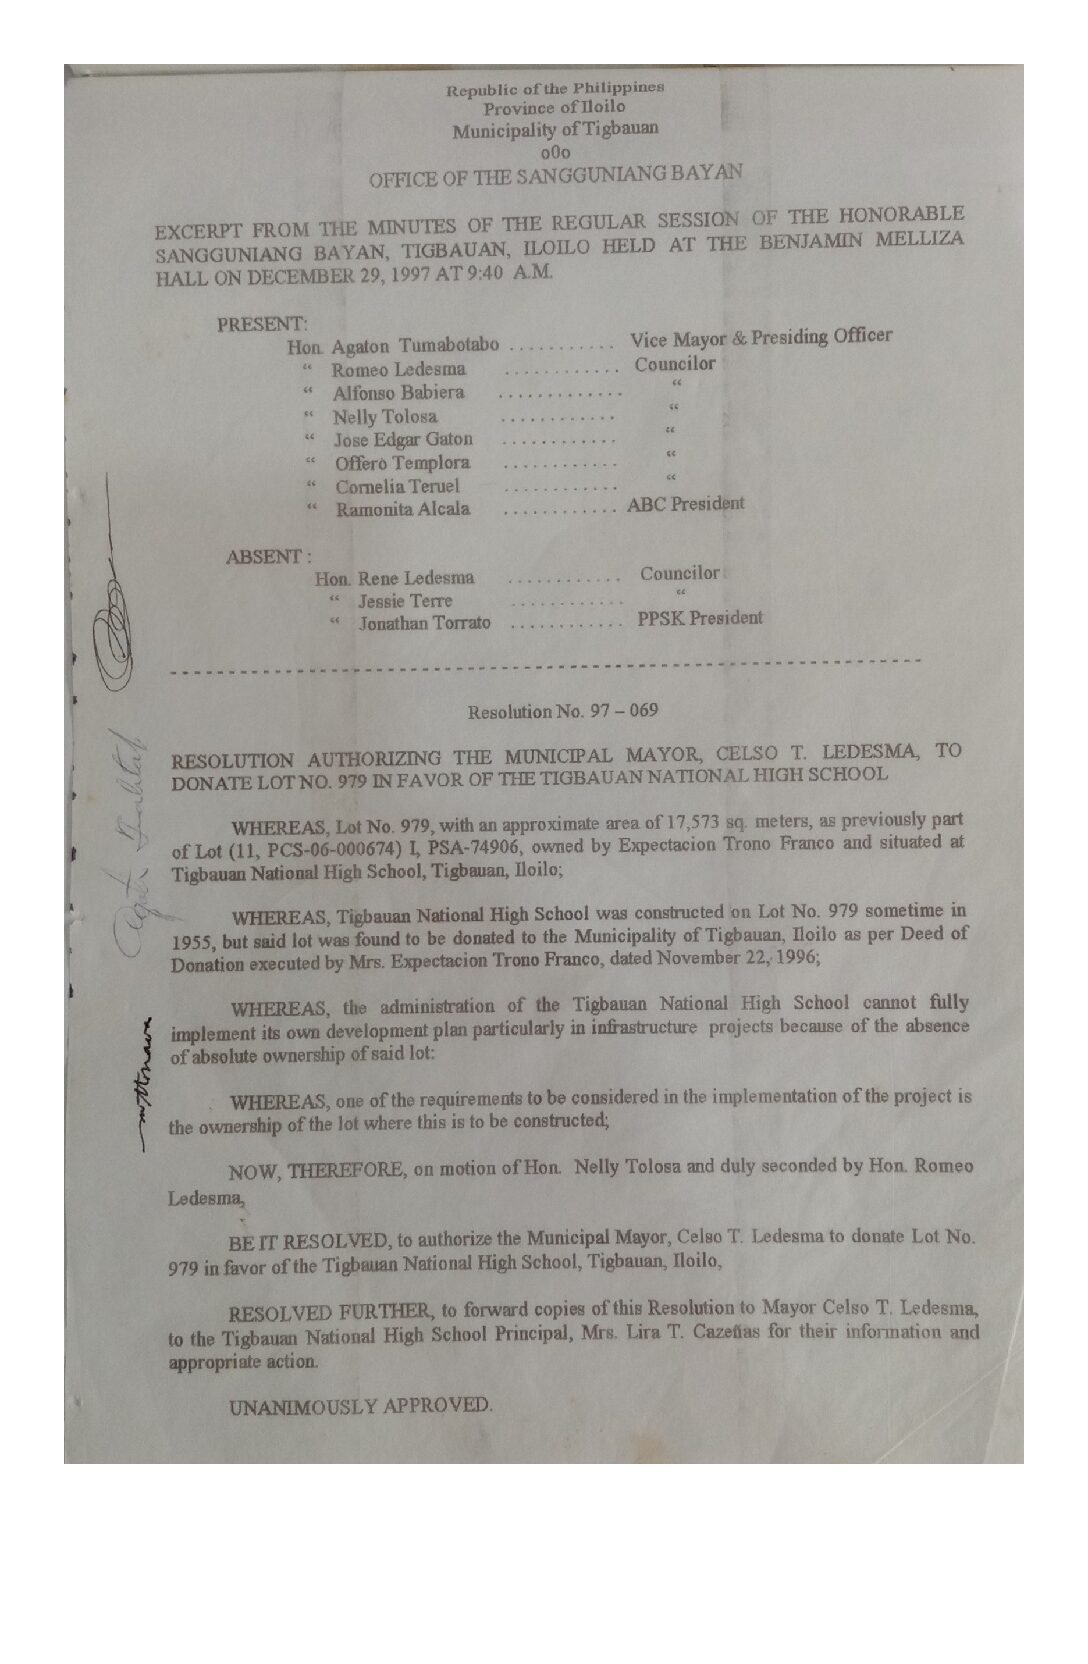 Republic of the Philippines
Province of Iloilo
Municipality of Tigbauan
o0o
OFFICE OF THE SANGGUNIANG BAYAN
EXCERPT FROM THE MINUTES OF THE REGULAR SESSION OF THE HONORABLE
SANGGUNIANG BAYAN, TIGBAUAN, ILOILO HELD AT THE BENJAMIN MELLIZA
HALL ON DECEMBER 29, 1997 AT 9:40 A.M.
PRESENT:
Hon. Agaton Tumabotabo ........... Vice Mayor & Presiding Officer
“ Romeo Ledesma ............ Councilor
“ Alfonso Babiera ............. “
“ Nelly Tolosa ............ “
“ Jose Edgar Gaton ............ “
“ Offero Templora ............ “
“ Cornelia Teruel ............ “
“ Ramonita Alcala ............ ABC President
ABSENT :
Hon. Rene Ledesma ............ Councilor
“ Jessie Terre ............ “
“ Jonathan Torrato ............ PPSK President
Resolution No. 97 – 069
RESOLUTION AUTHORIZING THE MUNICIPAL MAYOR, CELSO T. LEDESMA, TO
DONATE LOT NO. 979 IN FAVOR OF THE TIGBAUAN NATIONAL HIGH SCHOOL
WHEREAS, Lot No. 979, with an approximate area of 17,573 sq. meters, as previously part
of Lot (11, PCS-06-000674) I, PSA-74906, owned by Expectacion Trono Franco and situated at
Tigbauan National High School, Tigbauan, Iloilo;
WHEREAS, Tigbauan National High School was constructed on Lot No. 979 sometime in
1955, but said lot was found to be donated to the Municipality of Tigbauan, Iloilo as per Deed of
Donation executed by Mrs. Expectacion Trono Franco, dated November 22, 1996;
WHEREAS, the administration of the Tigbauan National High School cannot fully
implement its own development plan particularly in infrastructure projects because of the absence
of absolute ownership of said lot:
WHEREAS, one of the requirements to be considered in the implementation of the project is
the ownership of the lot where this is to be constructed;
NOW, THEREFORE, on motion of Hon. Nelly Tolosa and duly seconded by Hon. Romeo
Ledesma,
BE IT RESOLVED, to authorize the Municipal Mayor, Celso T. Ledesma to donate Lot No.
979 in favor of the Tigbauan National High School, Tigbauan, Iloilo,
RESOLVED FURTHER, to forward copies of this Resolution to Mayor Celso T. Ledesma,
to the Tigbauan National High School Principal, Mrs. Lira T. Cazeñas for their information and
appropriate action.
UNANIMOUSLY APPROVED.